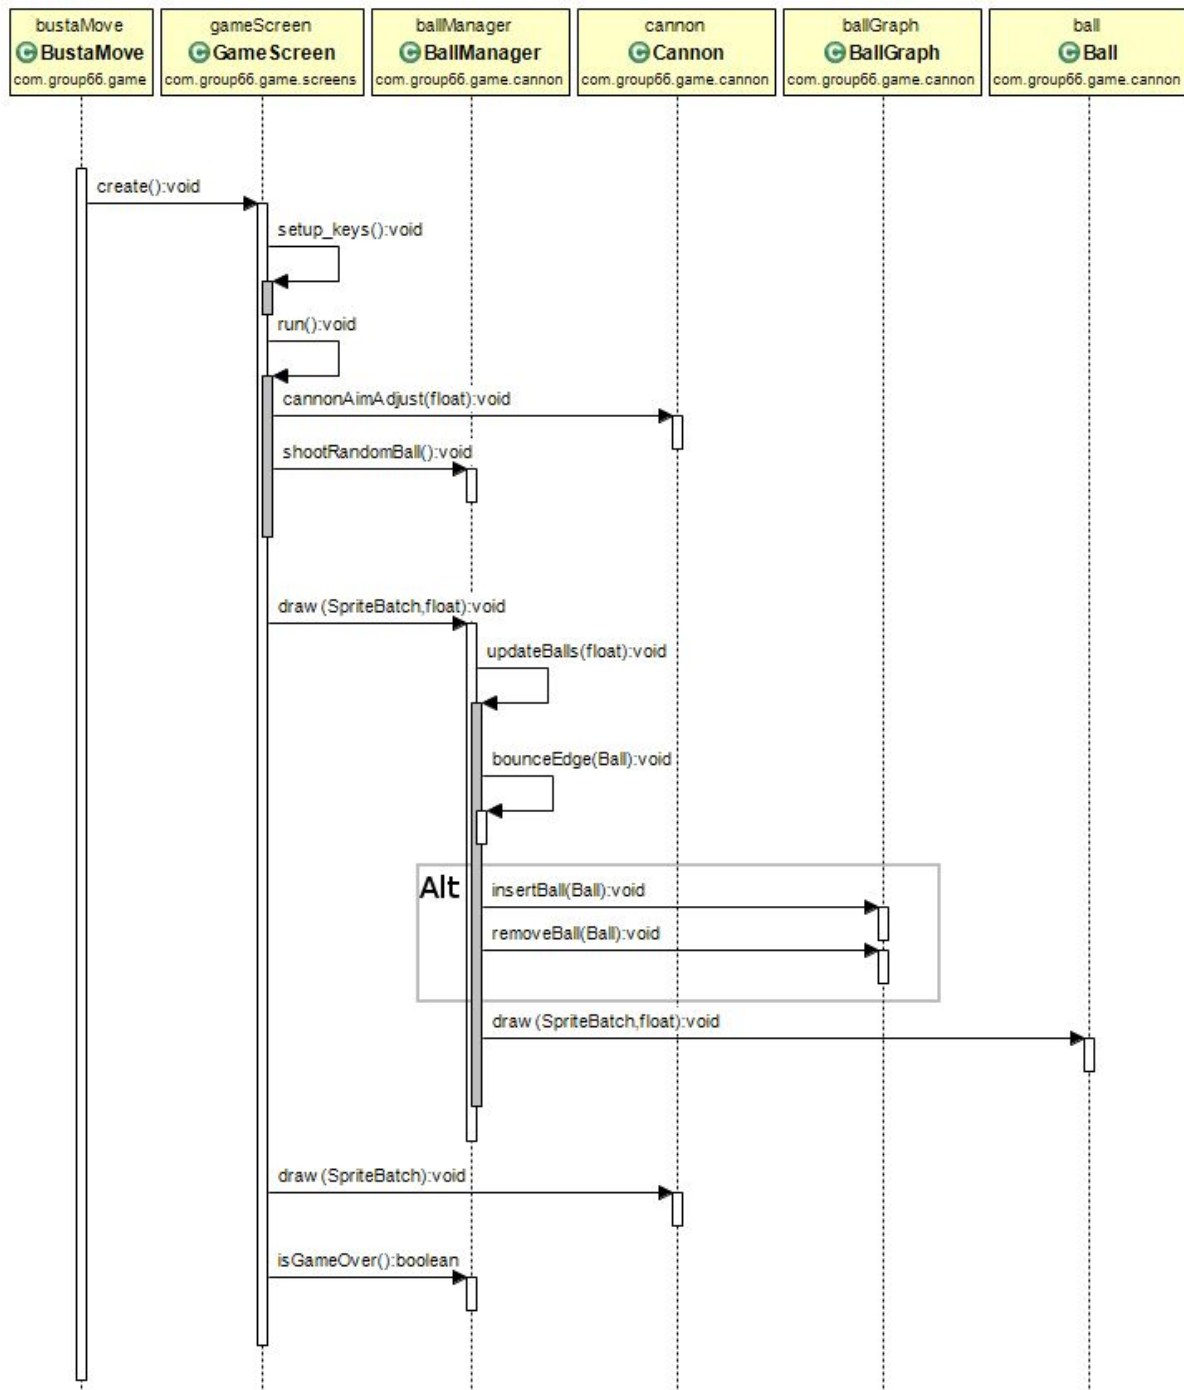 bustaMove
C BustaMove
com.group66.game
gameScreen
C GameScreen
com.group66.game.screens
ballManager
C BallManager
com.group66.game.cannon
cannon
C Cannon
com.group66.game.cannon
ballGraph
C BallGraph
com.group66.game.cannon
ball
C Ball
com.group66.game.cannon
create():void
setup_keys():void
run():void
cannonAimAdjust(float):void
shootRandomBall():void
draw(SpriteBatch,float):void
updateBalls(float):void
bounceEdge(Ball):void
Alt
insertBall(Ball):void
removeBall(Ball):void
draw(SpriteBatch,float):void
draw(SpriteBatch):void
isGameOver():boolean